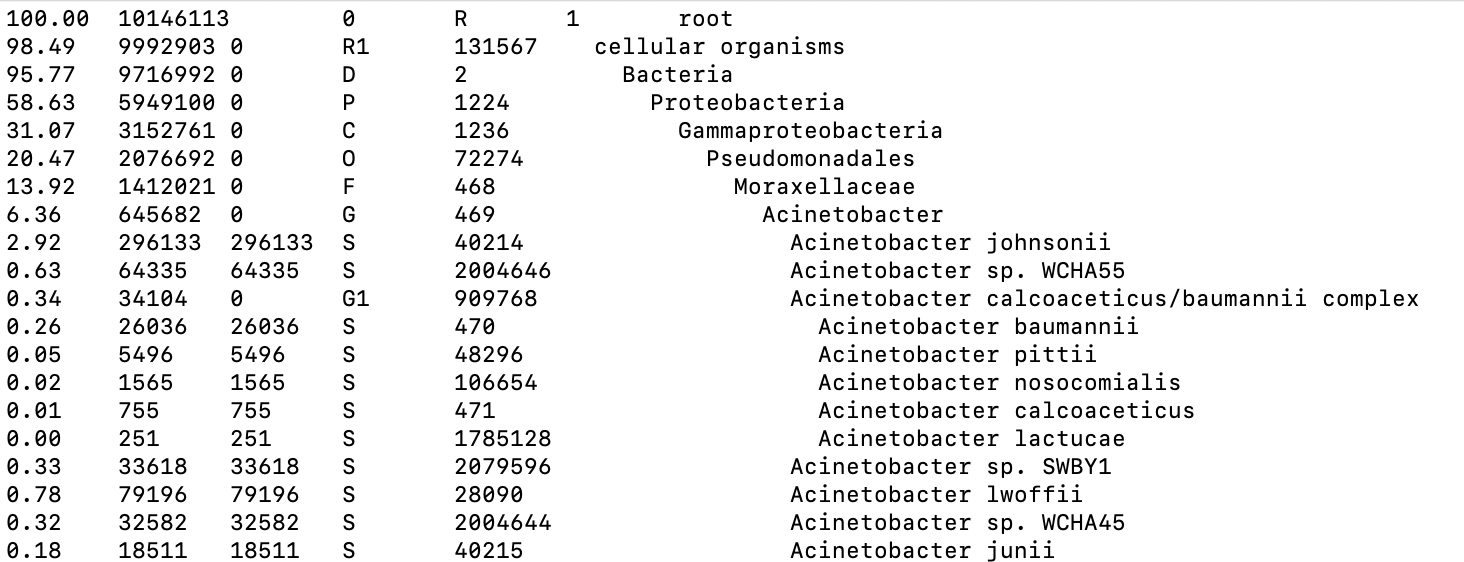 100.00 10146113 0 R 1 root
98.49 9992903 0 R1 131567 cellular organisms
95.77 9716992 0 D 2 Bacteria
58.63 5949100 0 P 1224 Proteobacteria
31.07 3152761 0 C 1236 Gammaproteobacteria
20.47 2076692 0 O 72274 Pseudomonadales
13.92 1412021 0 F 468 Moraxellaceae
6.36 645682 0 G 469 Acinetobacter
2.92 296133 296133 S 40214 Acinetobacter johnsonii
0.63 64335 64335 S 2004646 Acinetobacter sp. WCHA55
0.34 34104 0 G1 909768 Acinetobacter calcoaceticus/baumannii complex
0.26 26036 26036 S 470 Acinetobacter baumannii
0.05 5496 5496 S 48296 Acinetobacter pittii
0.02 1565 1565 S 106654 Acinetobacter nosocomialis
0.01 755 755 S 471 Acinetobacter calcoaceticus
0.00 251 251 S 1785128 Acinetobacter lactucae
0.33 33618 33618 S 2079596 Acinetobacter sp. SWBY1
0.78 79196 79196 S 28090 Acinetobacter lwoffii
0.32 32582 32582 S 2004644 Acinetobacter sp. WCHA45
0.18 18511 18511 S 40215 Acinetobacter junii